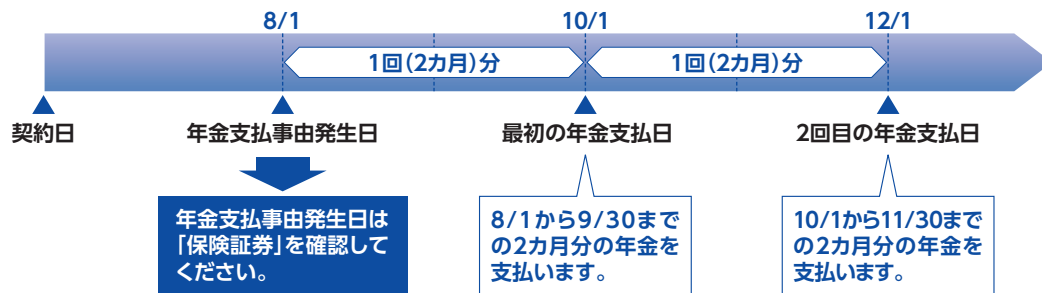 8/1
10/1
12/1
1回(2カ月)分
1回(2カ月)分
契約日
年金支払事由発生日
最初の年金支払日
2回目の年金支払日
年金支払事由発生日は
「保険証券」を確認して
ください。
8/1から9/30まで
の2カ月分の年金を
支払います。
10/1から11/30まで
の2カ月分の年金を
支払います。